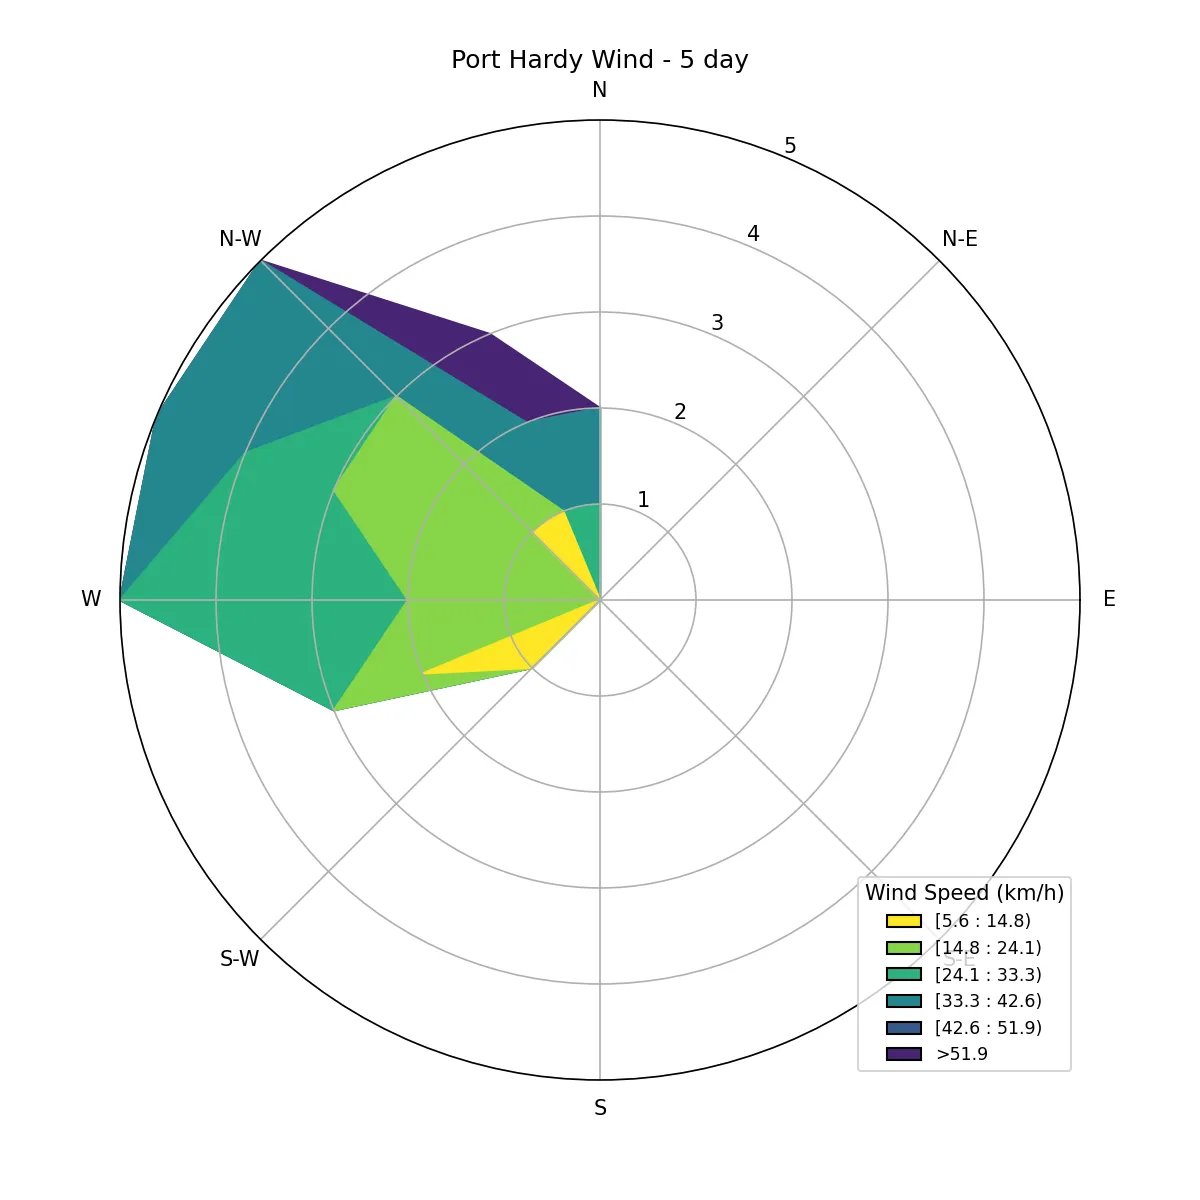 Port Hardy Wind - 5 day
N
5
N-W
N-E
4
3
2
1
W
E
S-W
S-E
S
Wind Speed (km/h)
[5.6 : 14.8)
[14.8 : 24.1)
[24.1 : 33.3)
[33.3 : 42.6)
[42.6 : 51.9)
>51.9